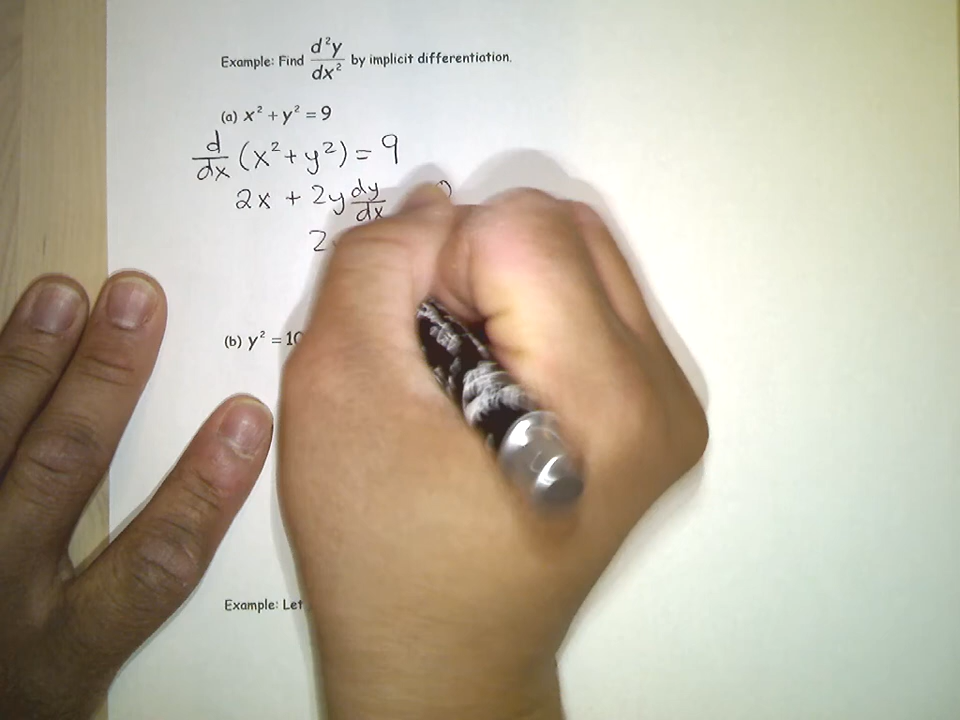 Example: Find d²y/dx² by implicit differentiation.
(a) x² + y² = 9
d/dx (x² + y²) = 9
2x + 2y dy/dx
2
(b) y² = 10
Example: Let